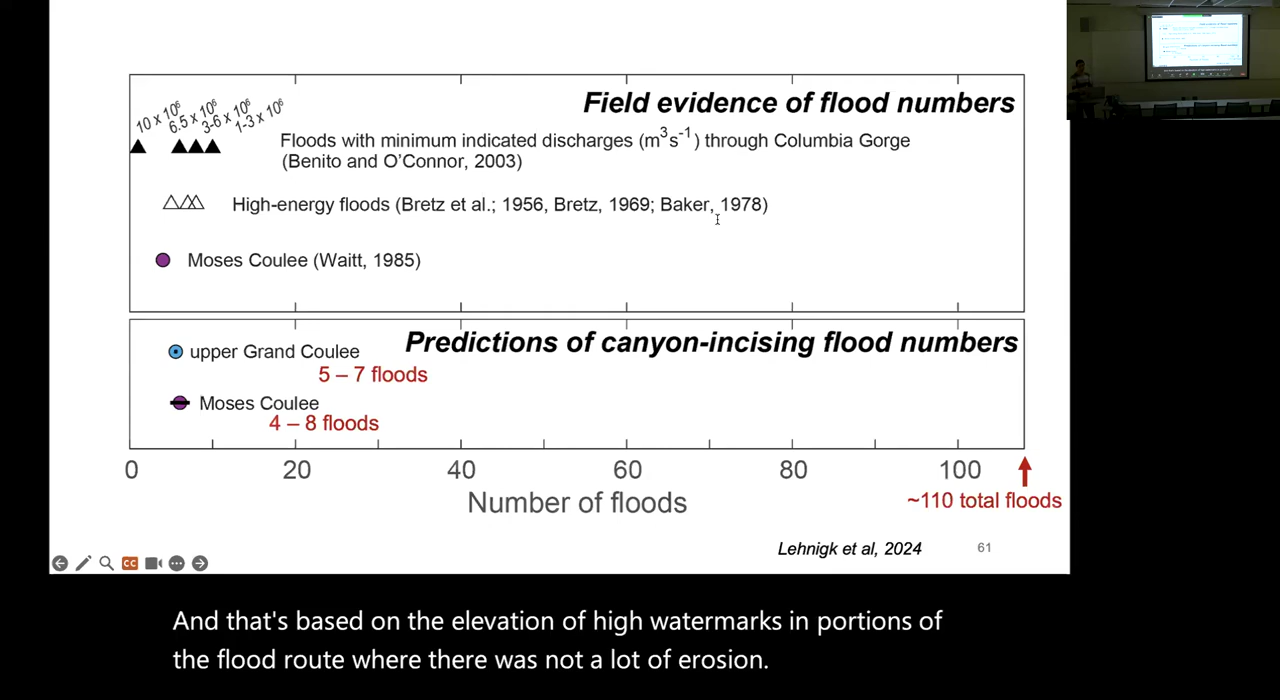 Field evidence of flood numbers
10 x 10⁶
6.5 x 10⁶
3-6 x 10⁶
1-3 x 10⁶
Floods with minimum indicated discharges (m³s⁻¹) through Columbia Gorge
(Benito and O'Connor, 2003)
High-energy floods (Bretz et al.; 1956, Bretz, 1969; Baker, 1978)
Moses Coulee (Waitt, 1985)
Predictions of canyon-incising flood numbers
upper Grand Coulee
5 – 7 floods
Moses Coulee
4 – 8 floods
0 20 40 60 80 100
Number of floods
~110 total floods
Lehnigk et al, 2024
61
CC
And that's based on the elevation of high watermarks in portions of
the flood route where there was not a lot of erosion.